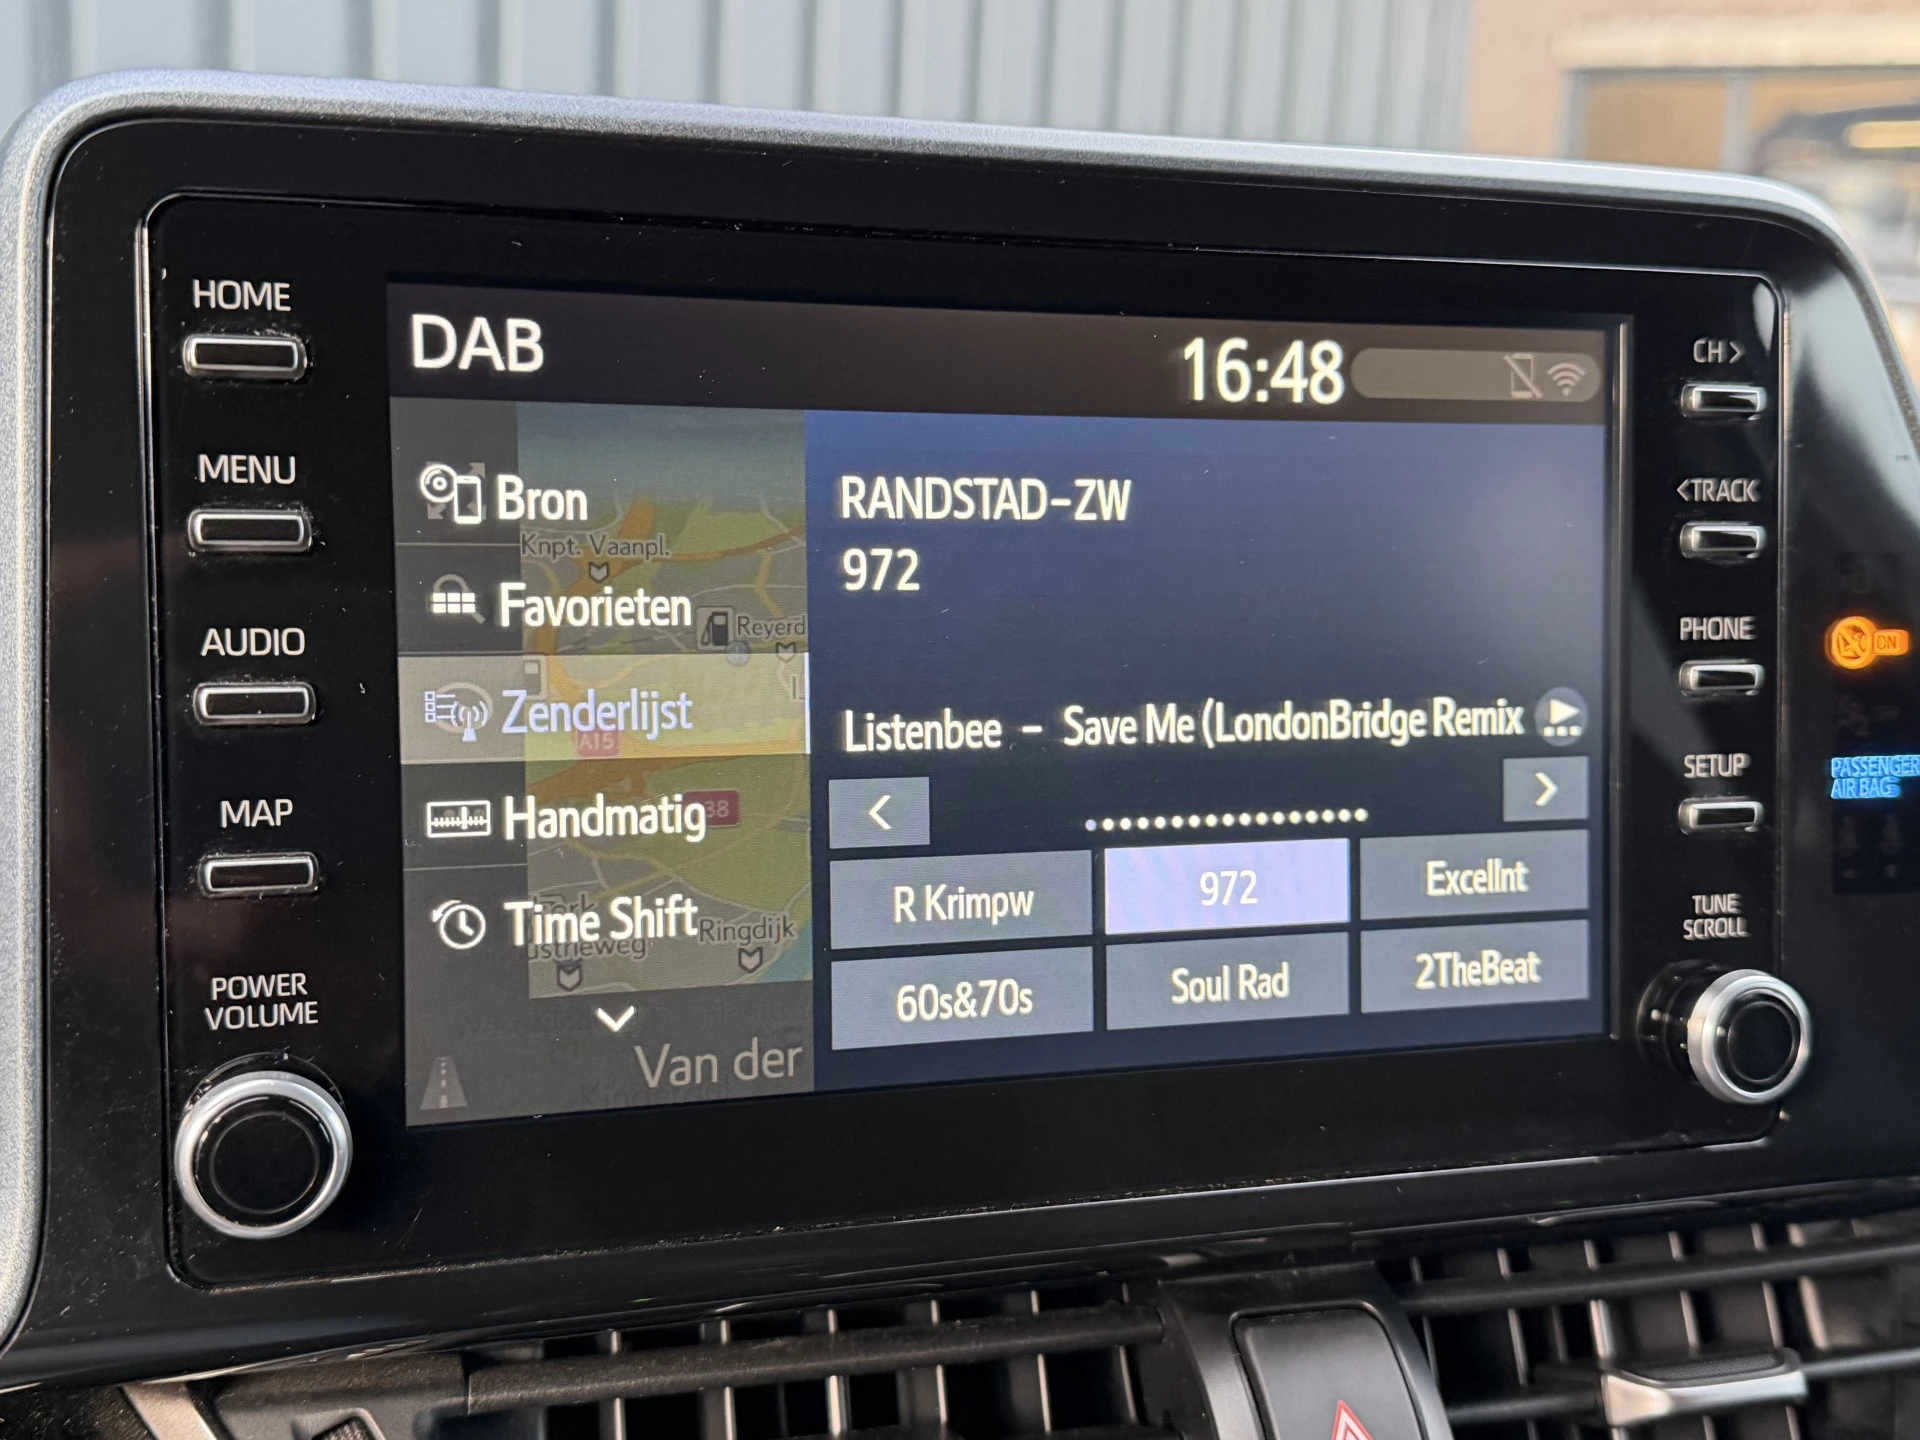 HOME
MENU
AUDIO
MAP
POWER
VOLUME
DAB
16:48
Bron
Favorieten
Zenderlijst
Handmatig
Time Shift
Knpt. Vaanpl.
Reyerd
A15
38
Ringdijk
Van der
RANDSTAD-ZW
972
Listenbee - Save Me (LondonBridge Remix
<
>
R Krimpw
972
Excellnt
60s&70s
Soul Rad
2TheBeat
CH>
<TRACK
PHONE
SETUP
TUNE
SCROLL
ON
PASSENGER
AIR BAG